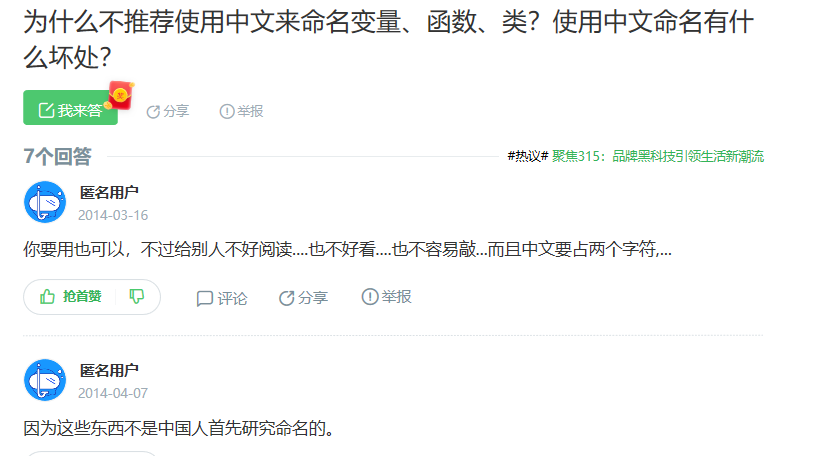 为什么不推荐使用中文来命名变量、函数、类？使用中文命名有什
么坏处？
我来答
分享
举报
7个回答
#热议# 聚焦315：品牌黑科技引领生活新潮流
匿名用户
2014-03-16
你要用也可以，不过给别人不好阅读....也不好看....也不容易敲...而且中文要占两个字符,...
抢首赞
评论
分享
举报
匿名用户
2014-04-07
因为这些东西不是中国人首先研究命名的。